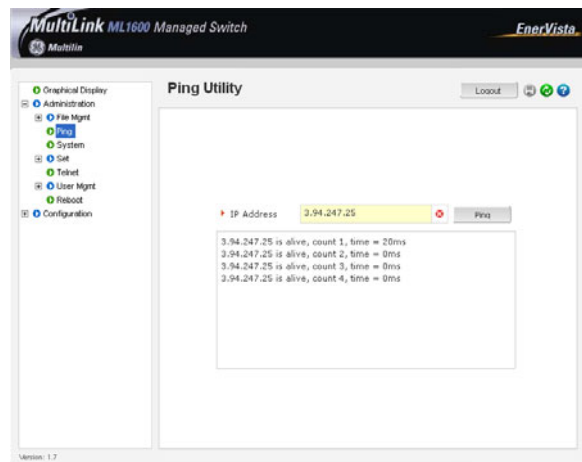 MultiLink ML1600 Managed Switch
EnerVista
Multilin
Graphical Display
Administration
File Mgmt
Ping
System
Set
Telnet
User Mgmt
Reboot
Configuration
Ping Utility
Logout
IP Address
3.94.247.25
Ping
3.94.247.25 is alive, count 1, time = 20ms
3.94.247.25 is alive, count 2, time = 0ms
3.94.247.25 is alive, count 3, time = 0ms
3.94.247.25 is alive, count 4, time = 0ms
Version: 1.7